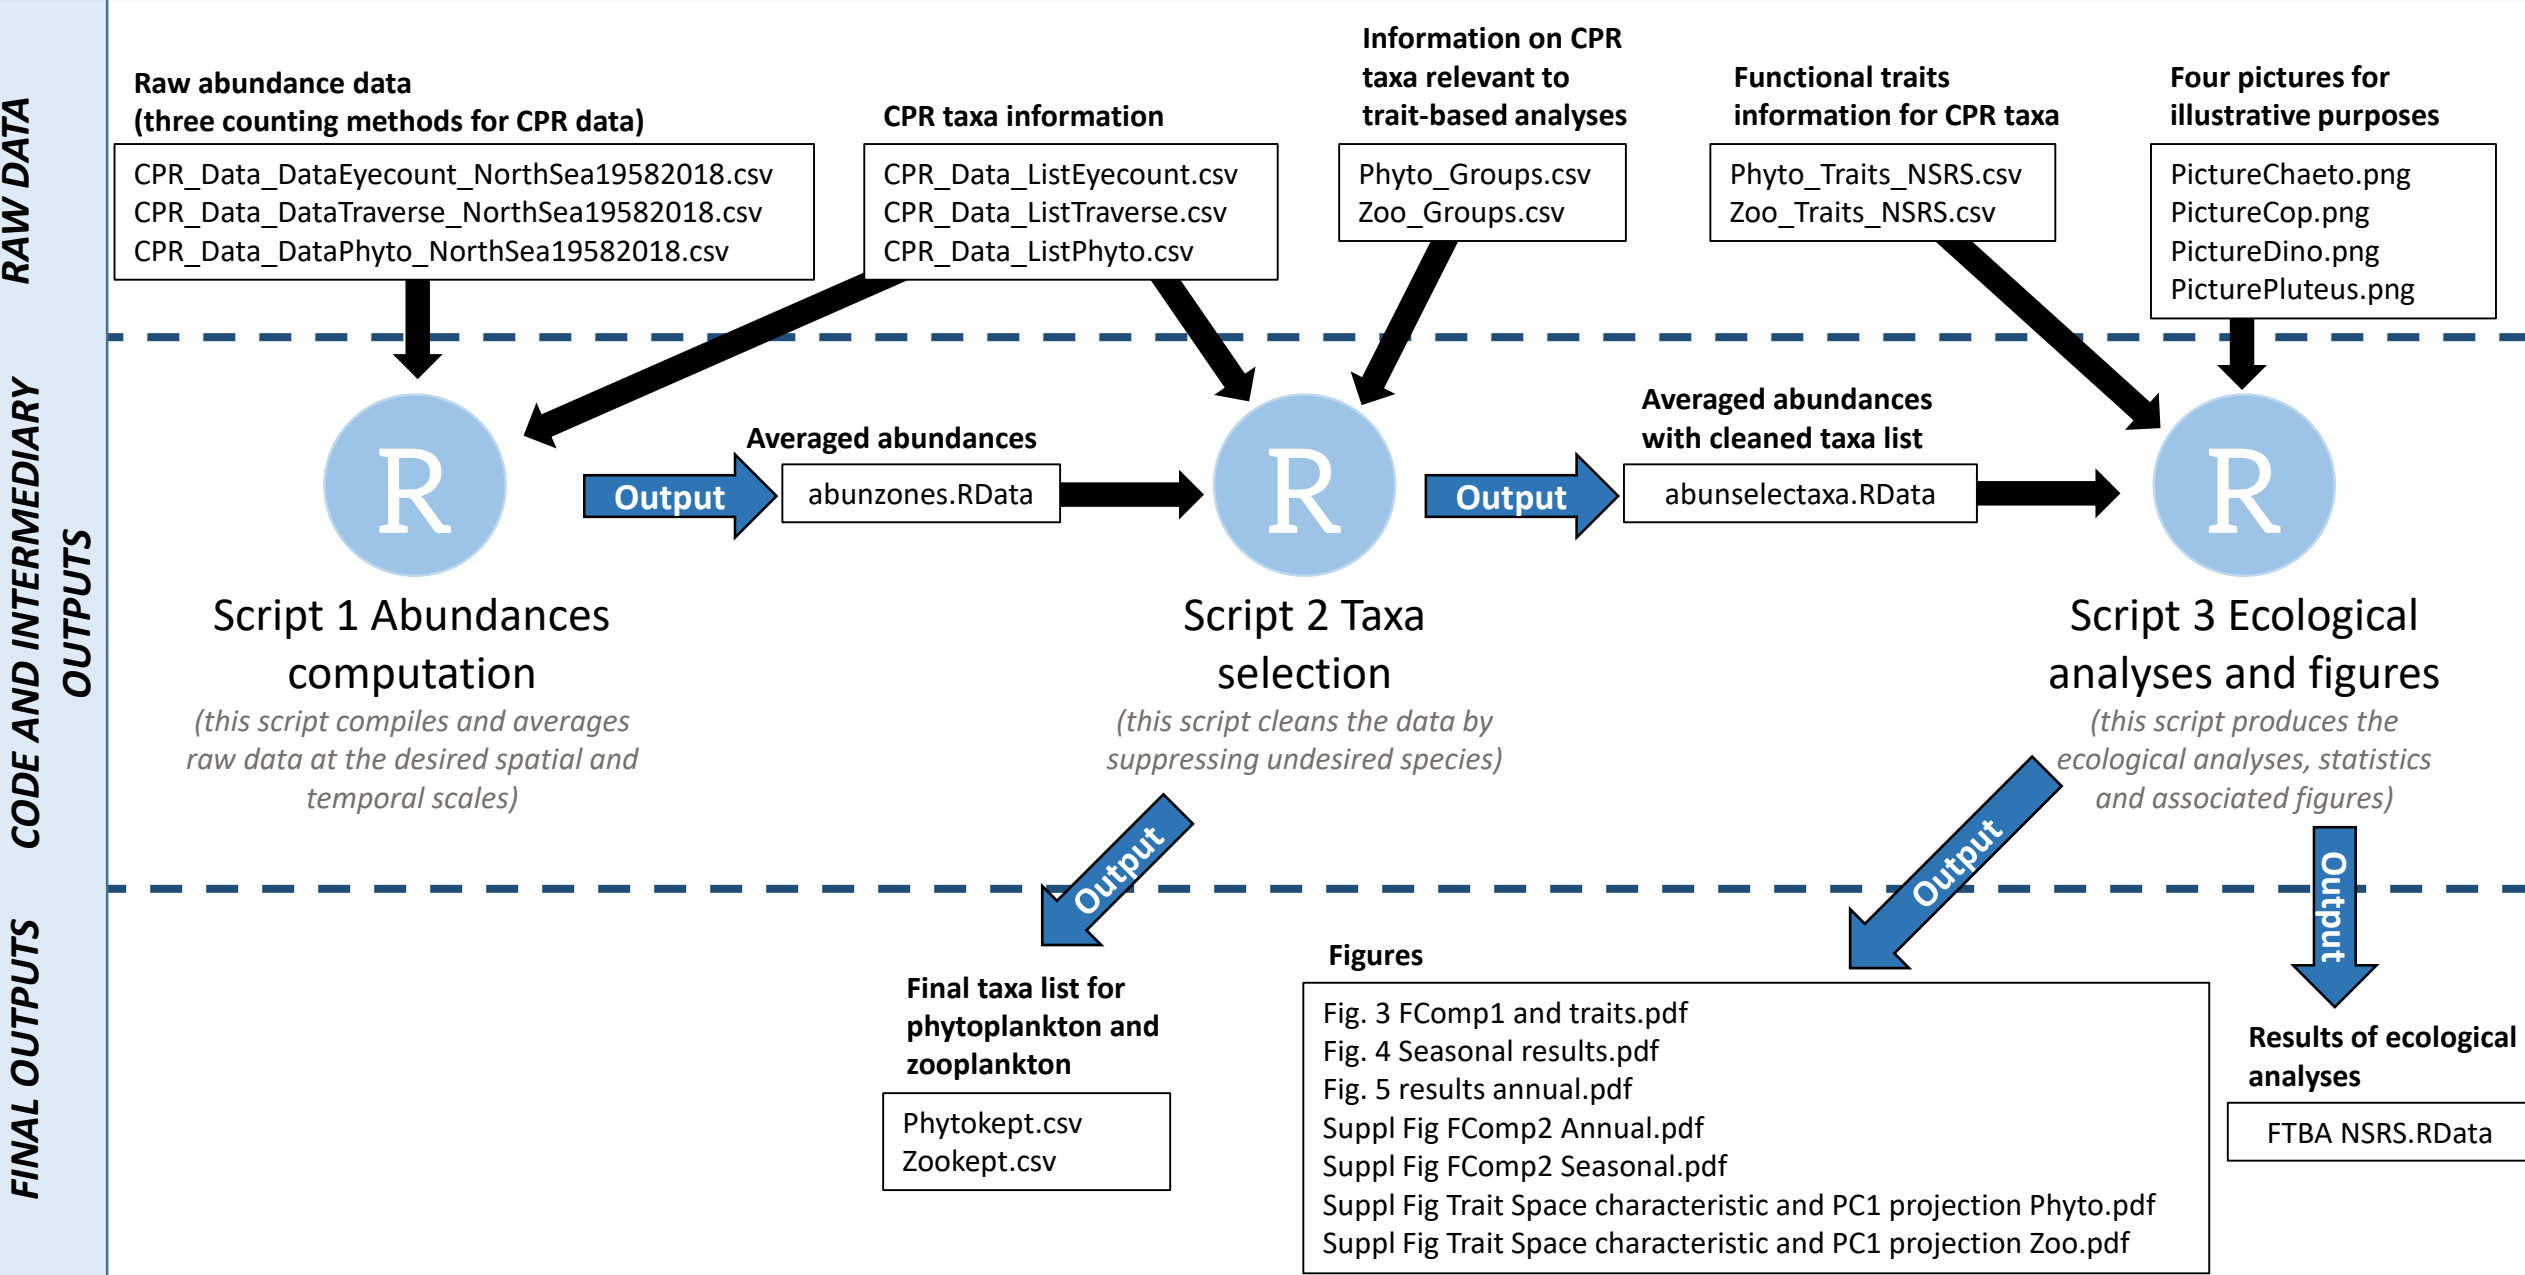 RAW DATA
Raw abundance data
(three counting methods for CPR data)
CPR_Data_DataEyecount_NorthSea19582018.csv
CPR_Data_DataTraverse_NorthSea19582018.csv
CPR_Data_DataPhyto_NorthSea19582018.csv
CPR taxa information
CPR_Data_ListEyecount.csv
CPR_Data_ListTraverse.csv
CPR_Data_ListPhyto.csv
Information on CPR
taxa relevant to
trait-based analyses
Phyto_Groups.csv
Zoo_Groups.csv
Functional traits
information for CPR taxa
Phyto_Traits_NSRS.csv
Zoo_Traits_NSRS.csv
Four pictures for
illustrative purposes
PictureChaeto.png
PictureCop.png
PictureDino.png
PicturePluteus.png
CODE AND INTERMEDIARY
OUTPUTS
R
Script 1 Abundances
computation
(this script compiles and averages
raw data at the desired spatial and
temporal scales)
Output
Averaged abundances
abunzones.RData
R
Script 2 Taxa
selection
(this script cleans the data by
suppressing undesired species)
Output
Averaged abundances
with cleaned taxa list
abunselectaxa.RData
R
Script 3 Ecological
analyses and figures
(this script produces the
ecological analyses, statistics
and associated figures)
Output
Output
Output
FINAL OUTPUTS
Final taxa list for
phytoplankton and
zooplankton
Phytokept.csv
Zookept.csv
Figures
Fig. 3 FComp1 and traits.pdf
Fig. 4 Seasonal results.pdf
Fig. 5 results annual.pdf
Suppl Fig FComp2 Annual.pdf
Suppl Fig FComp2 Seasonal.pdf
Suppl Fig Trait Space characteristic and PC1 projection Phyto.pdf
Suppl Fig Trait Space characteristic and PC1 projection Zoo.pdf
Results of ecological
analyses
FTBA NSRS.RData